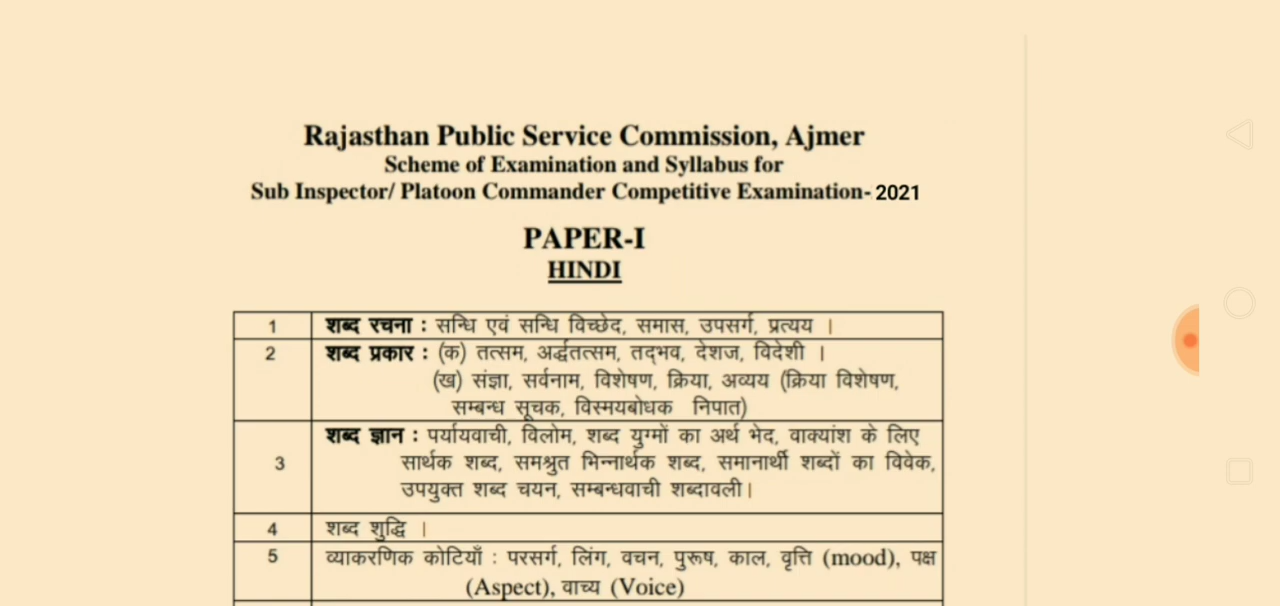 Rajasthan Public Service Commission, Ajmer
Scheme of Examination and Syllabus for
Sub Inspector/ Platoon Commander Competitive Examination- 2021
PAPER-I
HINDI
1 शब्द रचना : सन्धि एवं सन्धि विच्छेद, समास, उपसर्ग, प्रत्यय ।
2 शब्द प्रकार : (क) तत्सम, अर्द्धतत्सम, तद्भव, देशज, विदेशी ।
(ख) संज्ञा, सर्वनाम, विशेषण, क्रिया, अव्यय (क्रिया विशेषण,
सम्बन्ध सूचक, विस्मयबोधक निपात)
शब्द ज्ञान : पर्यायवाची, विलोम, शब्द युग्मों का अर्थ भेद, वाक्यांश के लिए
3 सार्थक शब्द, समश्रुत भिन्नार्थक शब्द, समानार्थी शब्दों का विवेक,
उपयुक्त शब्द चयन, सम्बन्धवाची शब्दावली।
4 शब्द शुद्धि ।
5 व्याकरणिक कोटियाँ : परसर्ग, लिंग, वचन, पुरूष, काल, वृत्ति (mood), पक्ष
(Aspect), वाच्य (Voice)